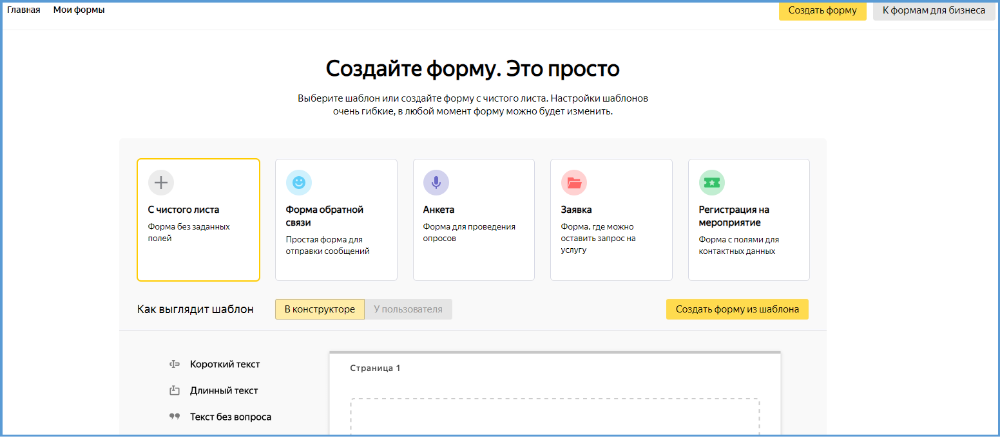 Главная Мои формы Создать форму К формам для бизнеса
Создайте форму. Это просто
Выберите шаблон или создайте форму с чистого листа. Настройки шаблонов
очень гибкие, в любой момент форму можно будет изменить.
С чистого листа
Форма без заданных
полей
Форма обратной
связи
Простая форма для
отправки сообщений
Анкета
Форма для проведения
опросов
Заявка
Форма, где можно
оставить запрос на
услугу
Регистрация на
мероприятие
Форма с полями для
контактных данных
Как выглядит шаблон В конструкторе У пользователя Создать форму из шаблона
Короткий текст
Длинный текст
Текст без вопроса
Страница 1